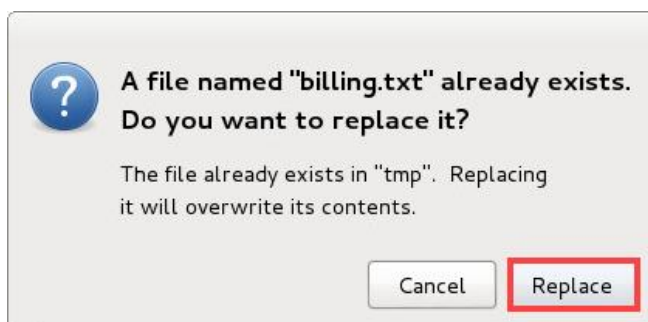 A file named "billing.txt" already exists.
Do you want to replace it?
The file already exists in "tmp".  Replacing
it will overwrite its contents.
Cancel Replace